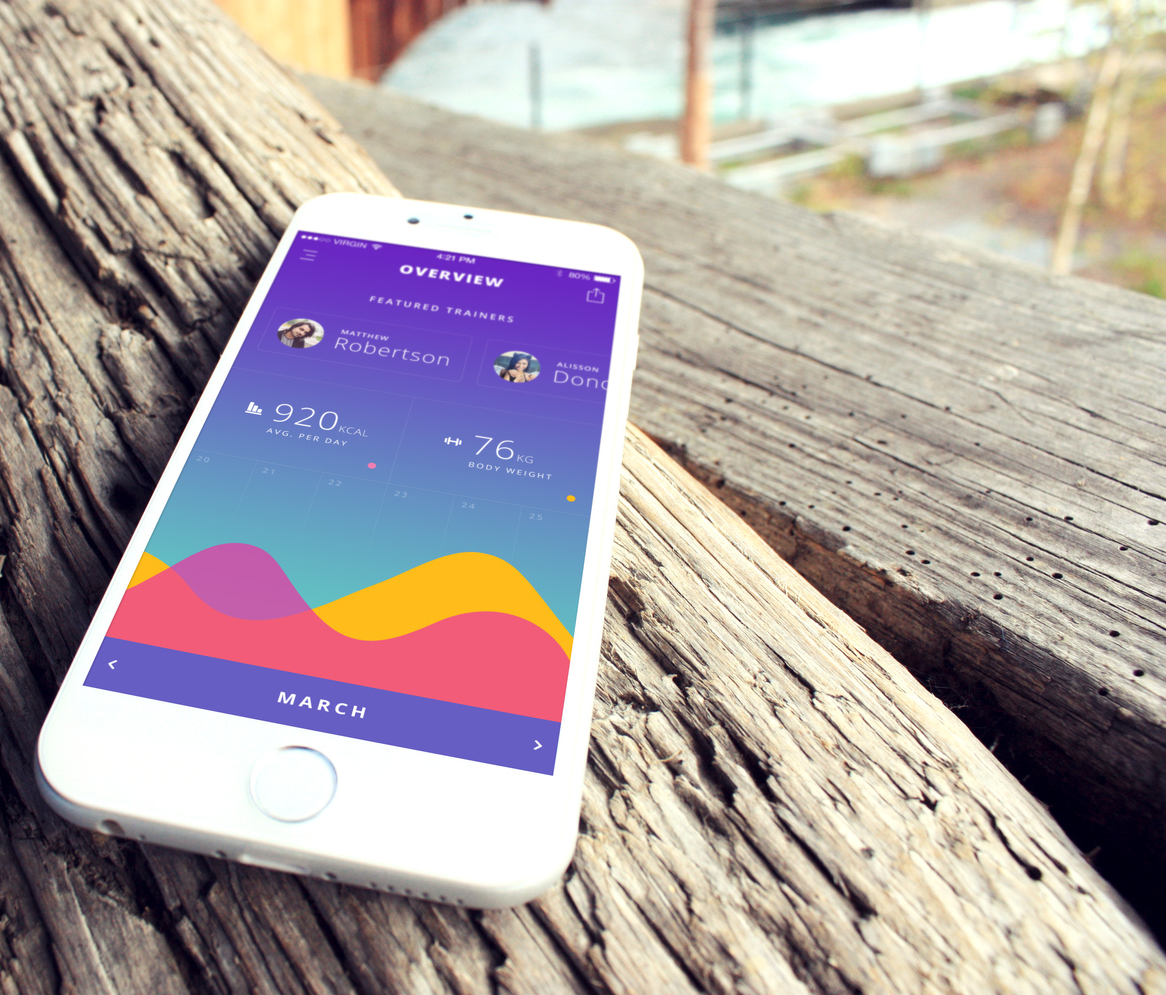 VIRGIN 4:21 PM 80%
OVERVIEW
FEATURED TRAINERS
MATTHEW
Robertson
ALISSON
Dono
920 KCAL
AVG. PER DAY
76 KG
BODY WEIGHT
20 21 22 23 24 25
MARCH